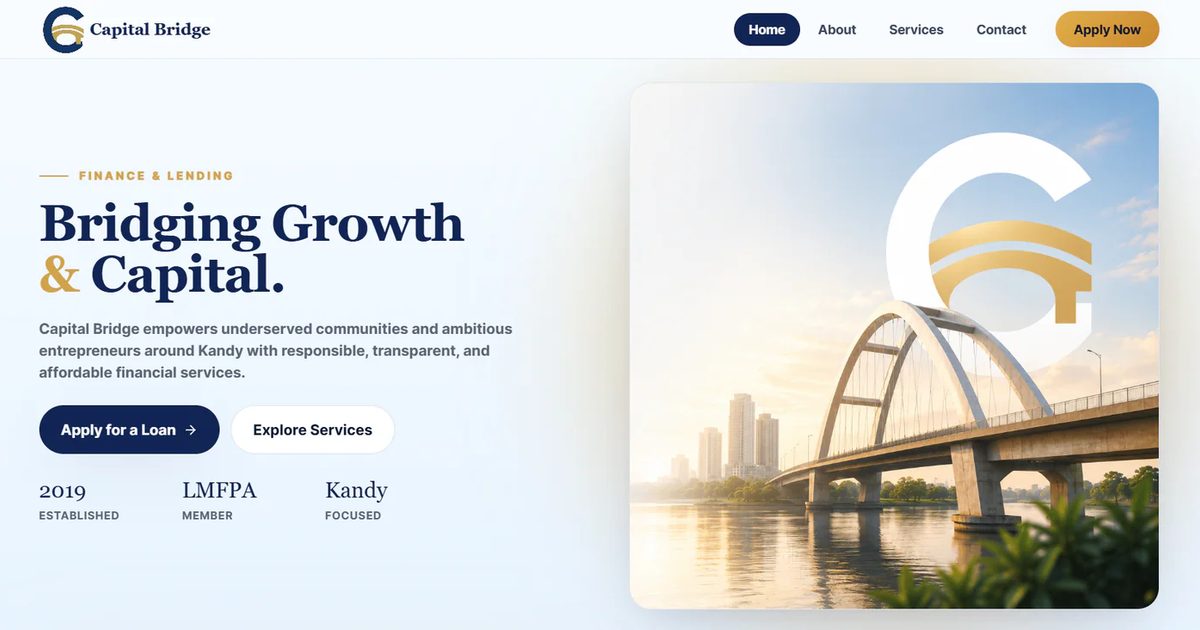 Capital Bridge
Home
About
Services
Contact
Apply Now
FINANCE & LENDING
Bridging Growth
& Capital.
Capital Bridge empowers underserved communities and ambitious
entrepreneurs around Kandy with responsible, transparent, and
affordable financial services.
Apply for a Loan →
Explore Services
2019
LMFPA
Kandy
ESTABLISHED
MEMBER
FOCUSED